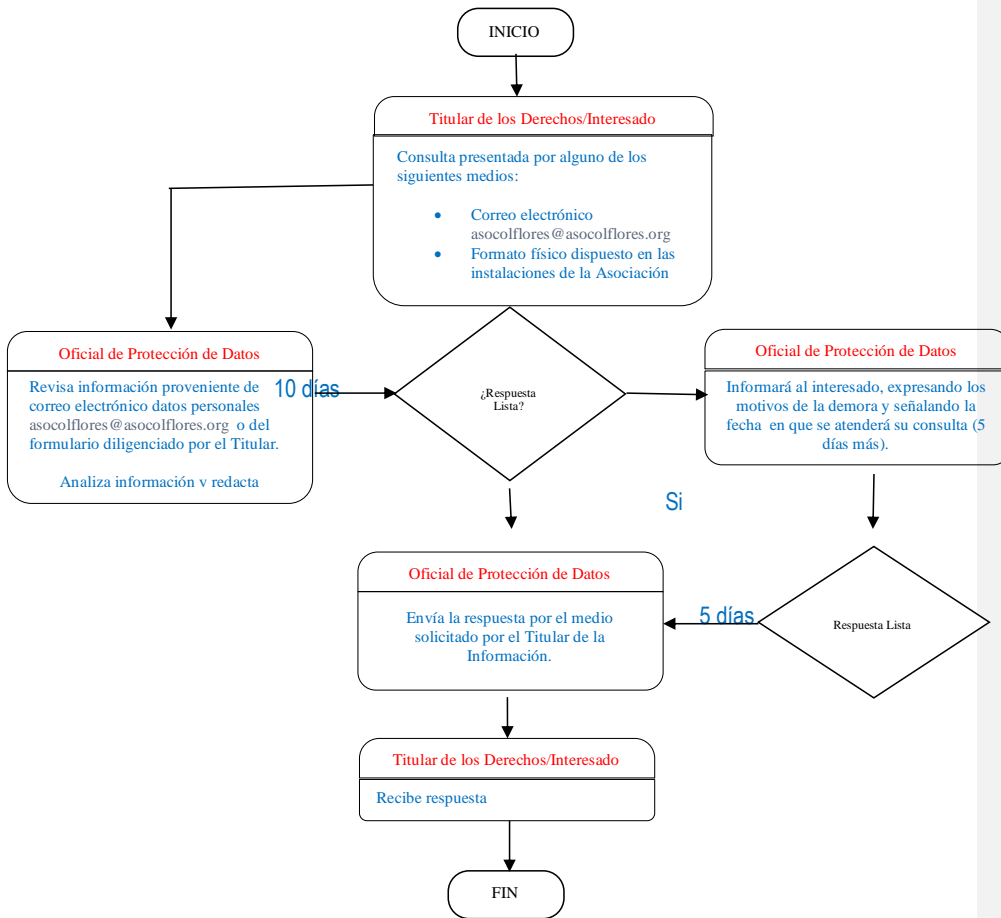 INICIO
Titular de los Derechos/Interesado
Consulta presentada por alguno de los
siguientes medios:
• Correo electrónico
asocolflores@asocolflores.org
• Formato físico dispuesto en las
instalaciones de la Asociación
Oficial de Protección de Datos
Revisa información proveniente de
correo electrónico datos personales
asocolflores@asocolflores.org o del
formulario diligenciado por el Titular.
Analiza información y redacta
10 días
¿Respuesta
Lista?
Oficial de Protección de Datos
Informará al interesado, expresando los
motivos de la demora y señalando la
fecha en que se atenderá su consulta (5
días más).
Si
Oficial de Protección de Datos
Envía la respuesta por el medio
solicitado por el Titular de la
Información.
5 días
Respuesta Lista
Titular de los Derechos/Interesado
Recibe respuesta
FIN